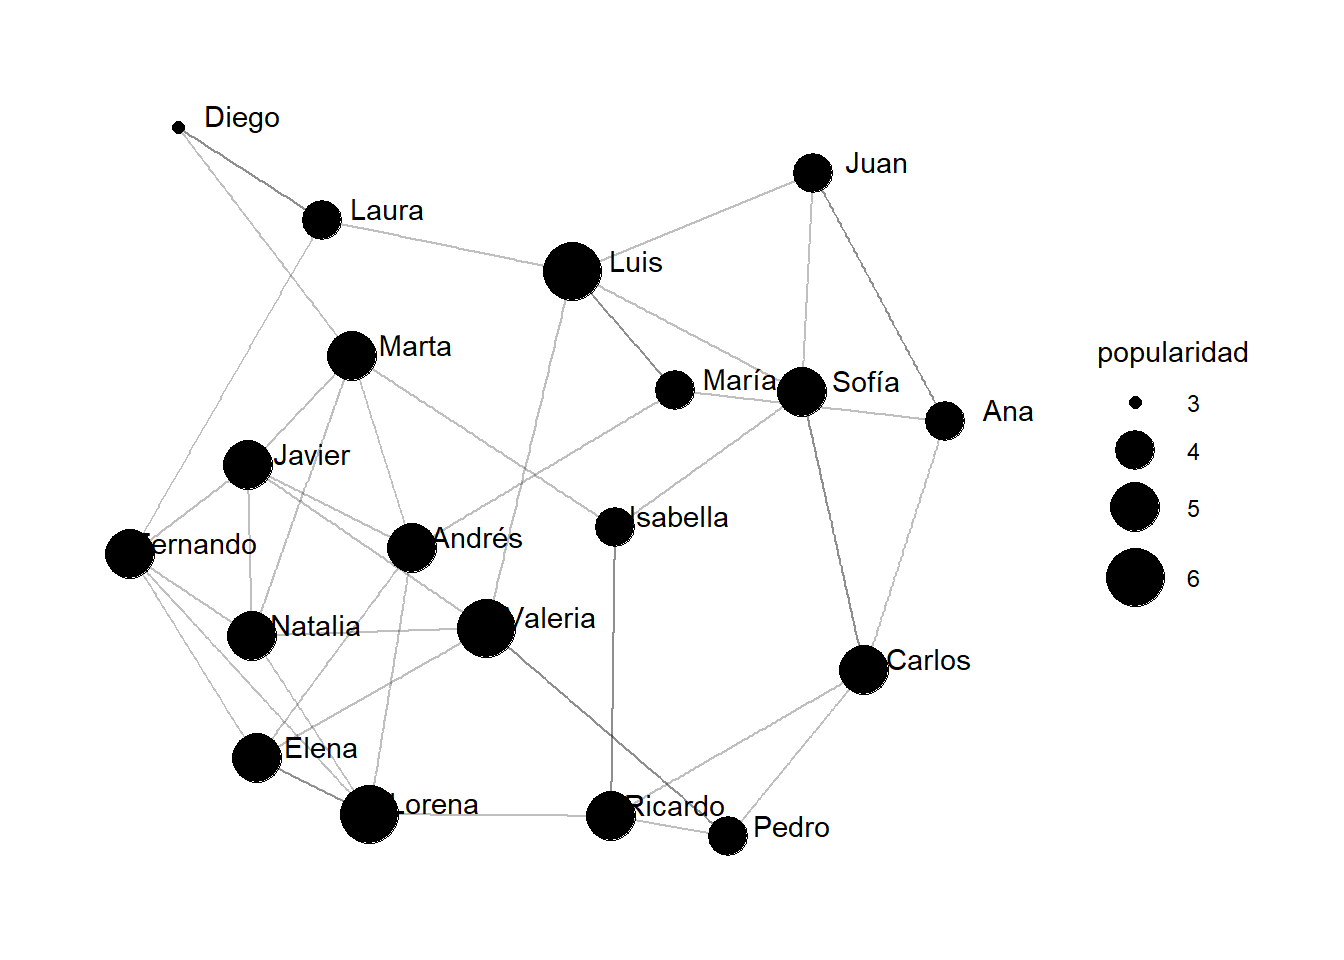 Diego
Juan
Laura
Luis
Marta
María
Sofía
Ana
Javier
Isabella
Andrés
Fernando
Natalia
Valeria
Carlos
Elena
Lorena
Ricardo
Pedro
popularidad
3
4
5
6